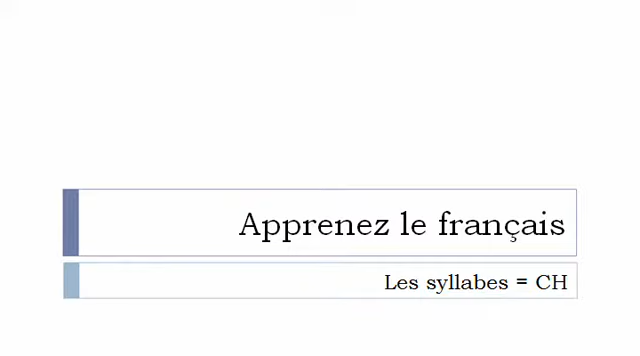 Apprenez le français
Les syllabes = CH